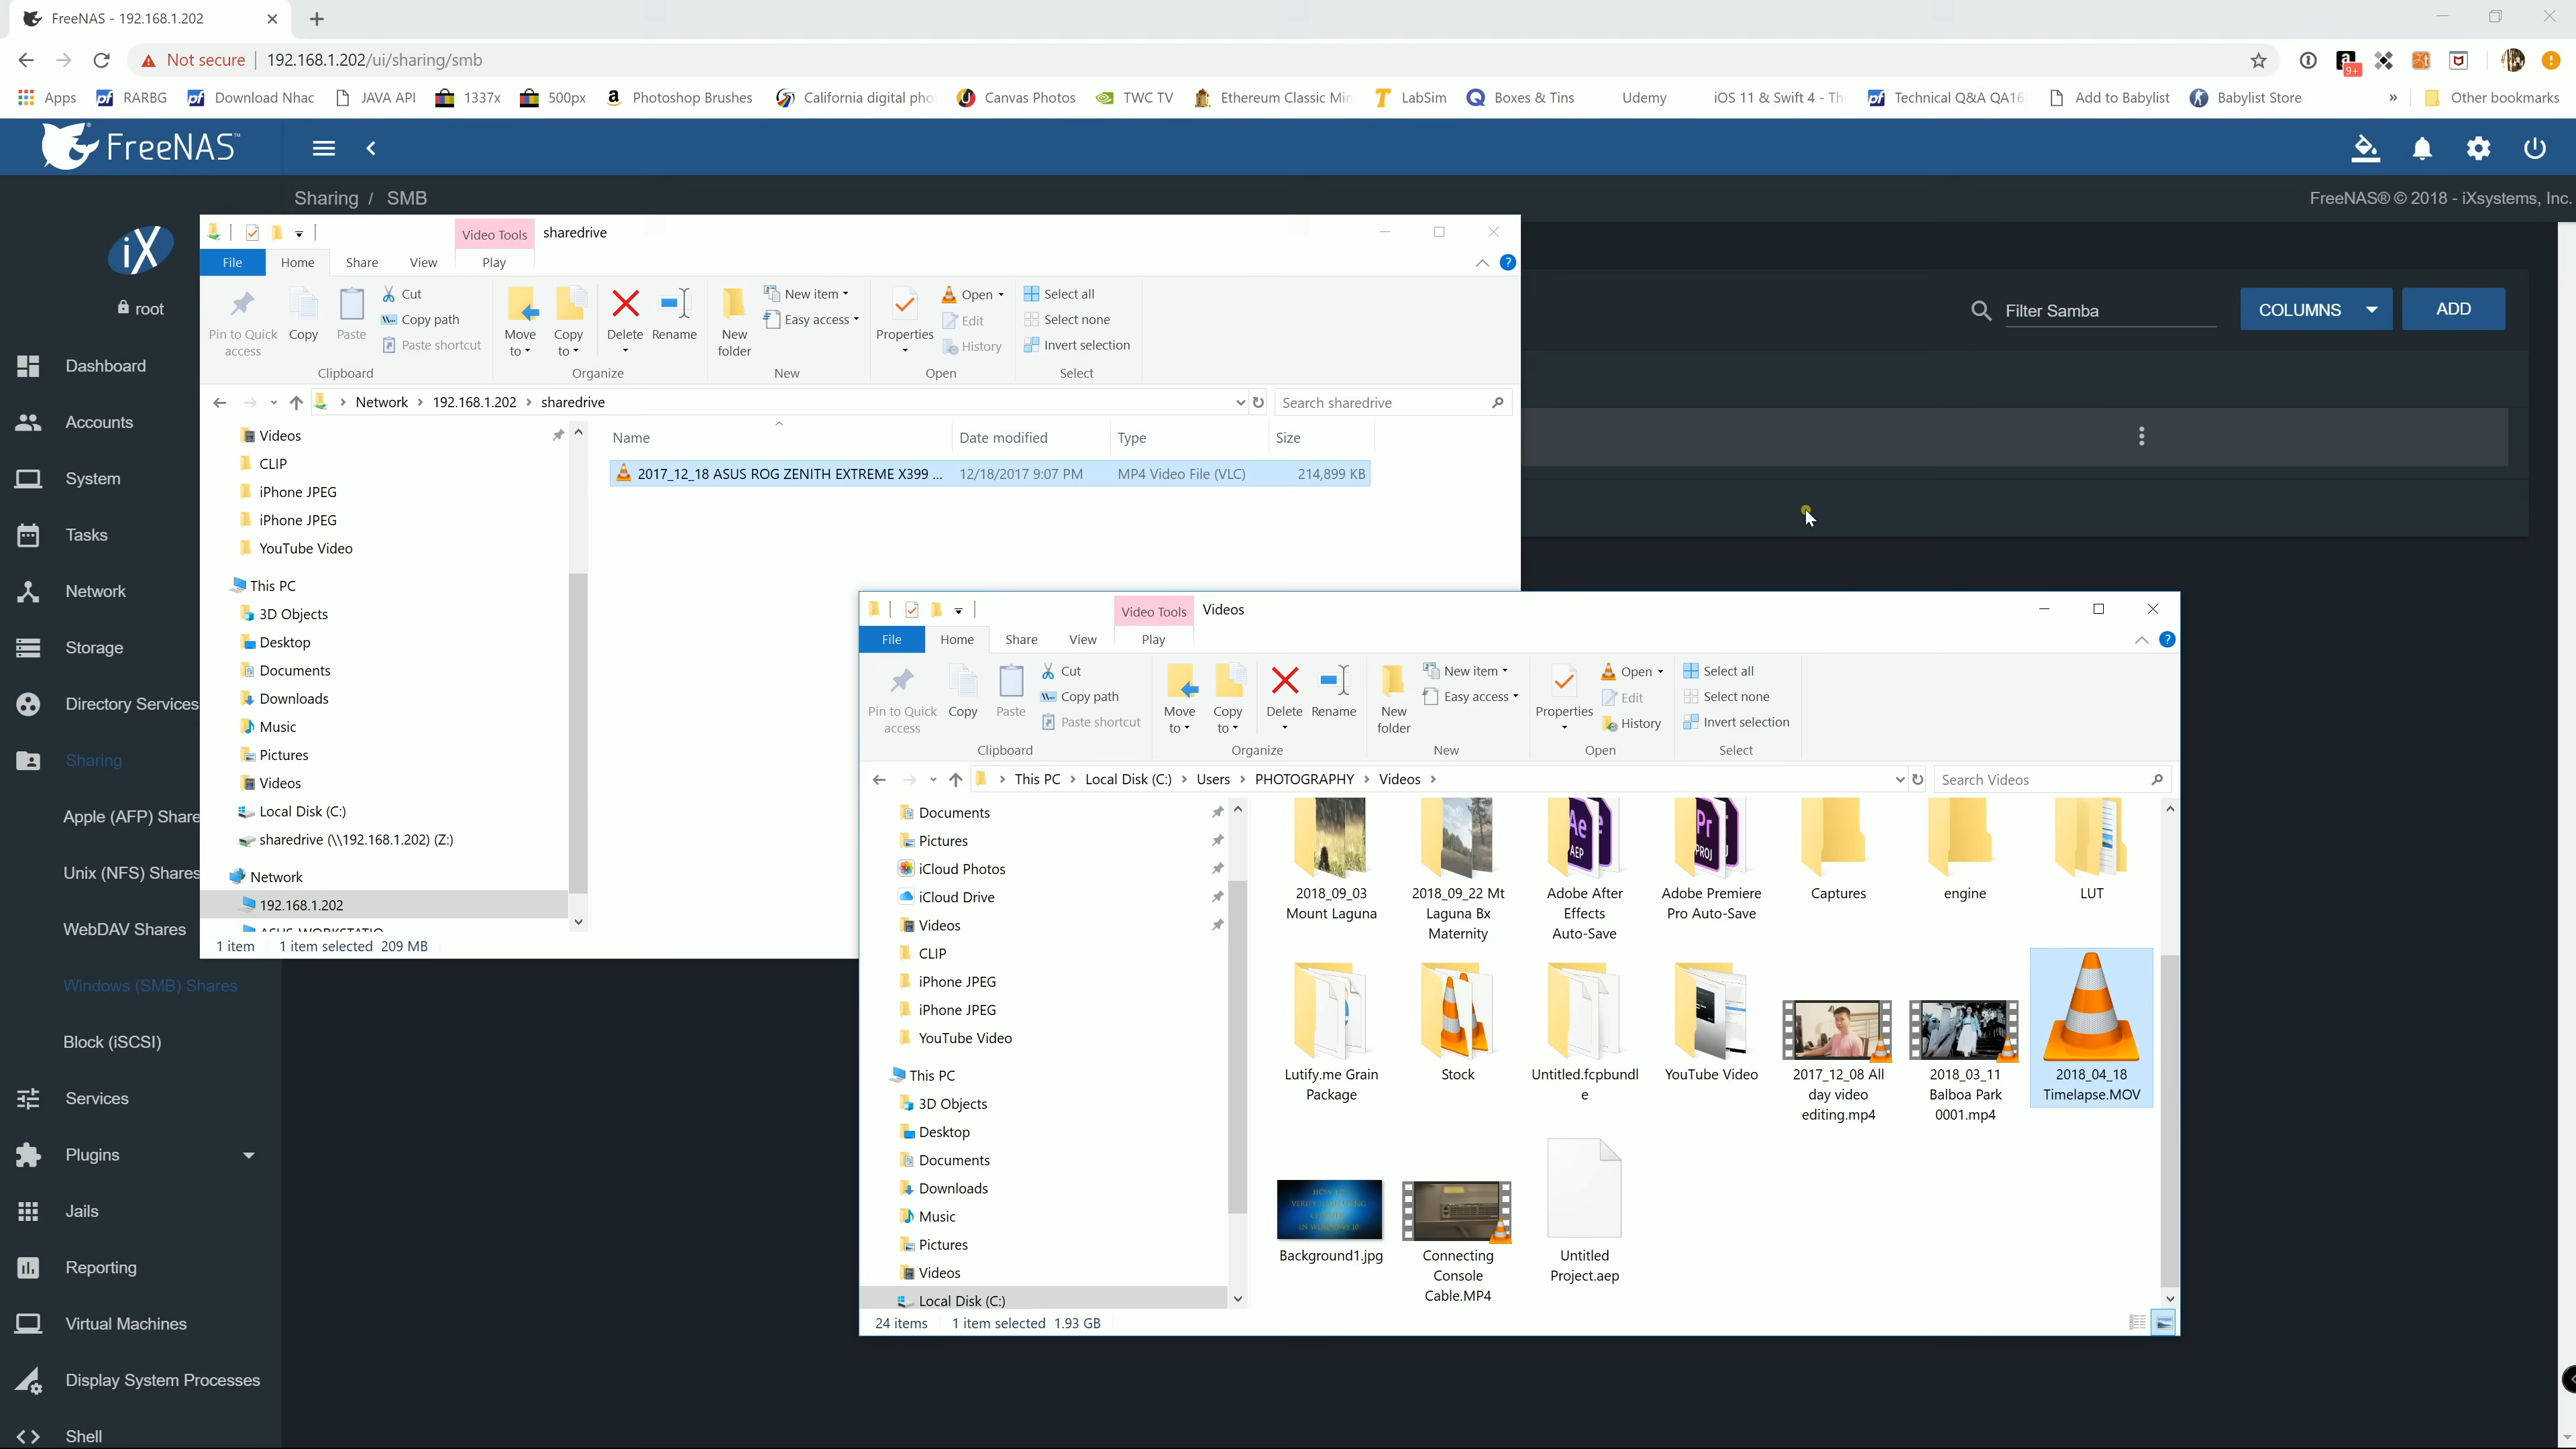 FreeNAS - 192.168.1.202
Not secure 192.168.1.202/ui/sharing/smb
9+
Apps RARBG Download Nhac JAVA API 1337x 500px Photoshop Brushes California digital pho Canvas Photos TWC TV Ethereum Classic Min LabSim Boxes & Tins Udemy iOS 11 & Swift 4 - Th Technical Q&A QA16 Add to Babylist Babylist Store » Other bookmarks
FreeNAS™
Sharing / SMB FreeNAS® © 2018 - iXsystems, Inc.
iX
root
Dashboard
Accounts
System
Tasks
Network
Storage
Directory Services
Sharing
Apple (AFP) Share
Unix (NFS) Shares
WebDAV Shares
Windows (SMB) Shares
Block (iSCSI)
Services
Plugins
Jails
Reporting
Virtual Machines
Display System Processes
Shell
Filter Samba COLUMNS ADD
Video Tools sharedrive
File Home Share View Play
Pin to Quick access Copy Paste Cut Copy path Paste shortcut
Move to Copy to Delete Rename New folder New item Easy access
Properties Open Edit History Select all Select none Invert selection
Clipboard Organize New Open Select
Network 192.168.1.202 sharedrive Search sharedrive
Videos
CLIP
iPhone JPEG
iPhone JPEG
YouTube Video
This PC
3D Objects
Desktop
Documents
Downloads
Music
Pictures
Videos
Local Disk (C:)
sharedrive (\\192.168.1.202) (Z:)
Network
192.168.1.202
Name Date modified Type Size
2017_12_18 ASUS ROG ZENITH EXTREME X399 ... 12/18/2017 9:07 PM MP4 Video File (VLC) 214,899 KB
1 item 1 item selected 209 MB
Video Tools Videos
File Home Share View Play
Pin to Quick access Copy Paste Cut Copy path Paste shortcut
Move to Copy to Delete Rename New folder New item Easy access
Properties Open Edit History Select all Select none Invert selection
Clipboard Organize New Open Select
This PC Local Disk (C:) Users PHOTOGRAPHY Videos Search Videos
Documents
Pictures
iCloud Photos
iCloud Drive
Videos
CLIP
iPhone JPEG
iPhone JPEG
YouTube Video
This PC
3D Objects
Desktop
Documents
Downloads
Music
Pictures
Videos
Local Disk (C:)
2018_09_03 Mount Laguna
2018_09_22 Mt Laguna Bx Maternity
Adobe After Effects Auto-Save
Adobe Premiere Pro Auto-Save
Captures
engine
LUT
Lutify.me Grain Package
Stock
Untitled.fcpbundle
YouTube Video
2017_12_08 All day video editing.mp4
2018_03_11 Balboa Park 0001.mp4
2018_04_18 Timelapse.MOV
Background1.jpg
Connecting Console Cable.MP4
Untitled Project.aep
24 items 1 item selected 1.93 GB